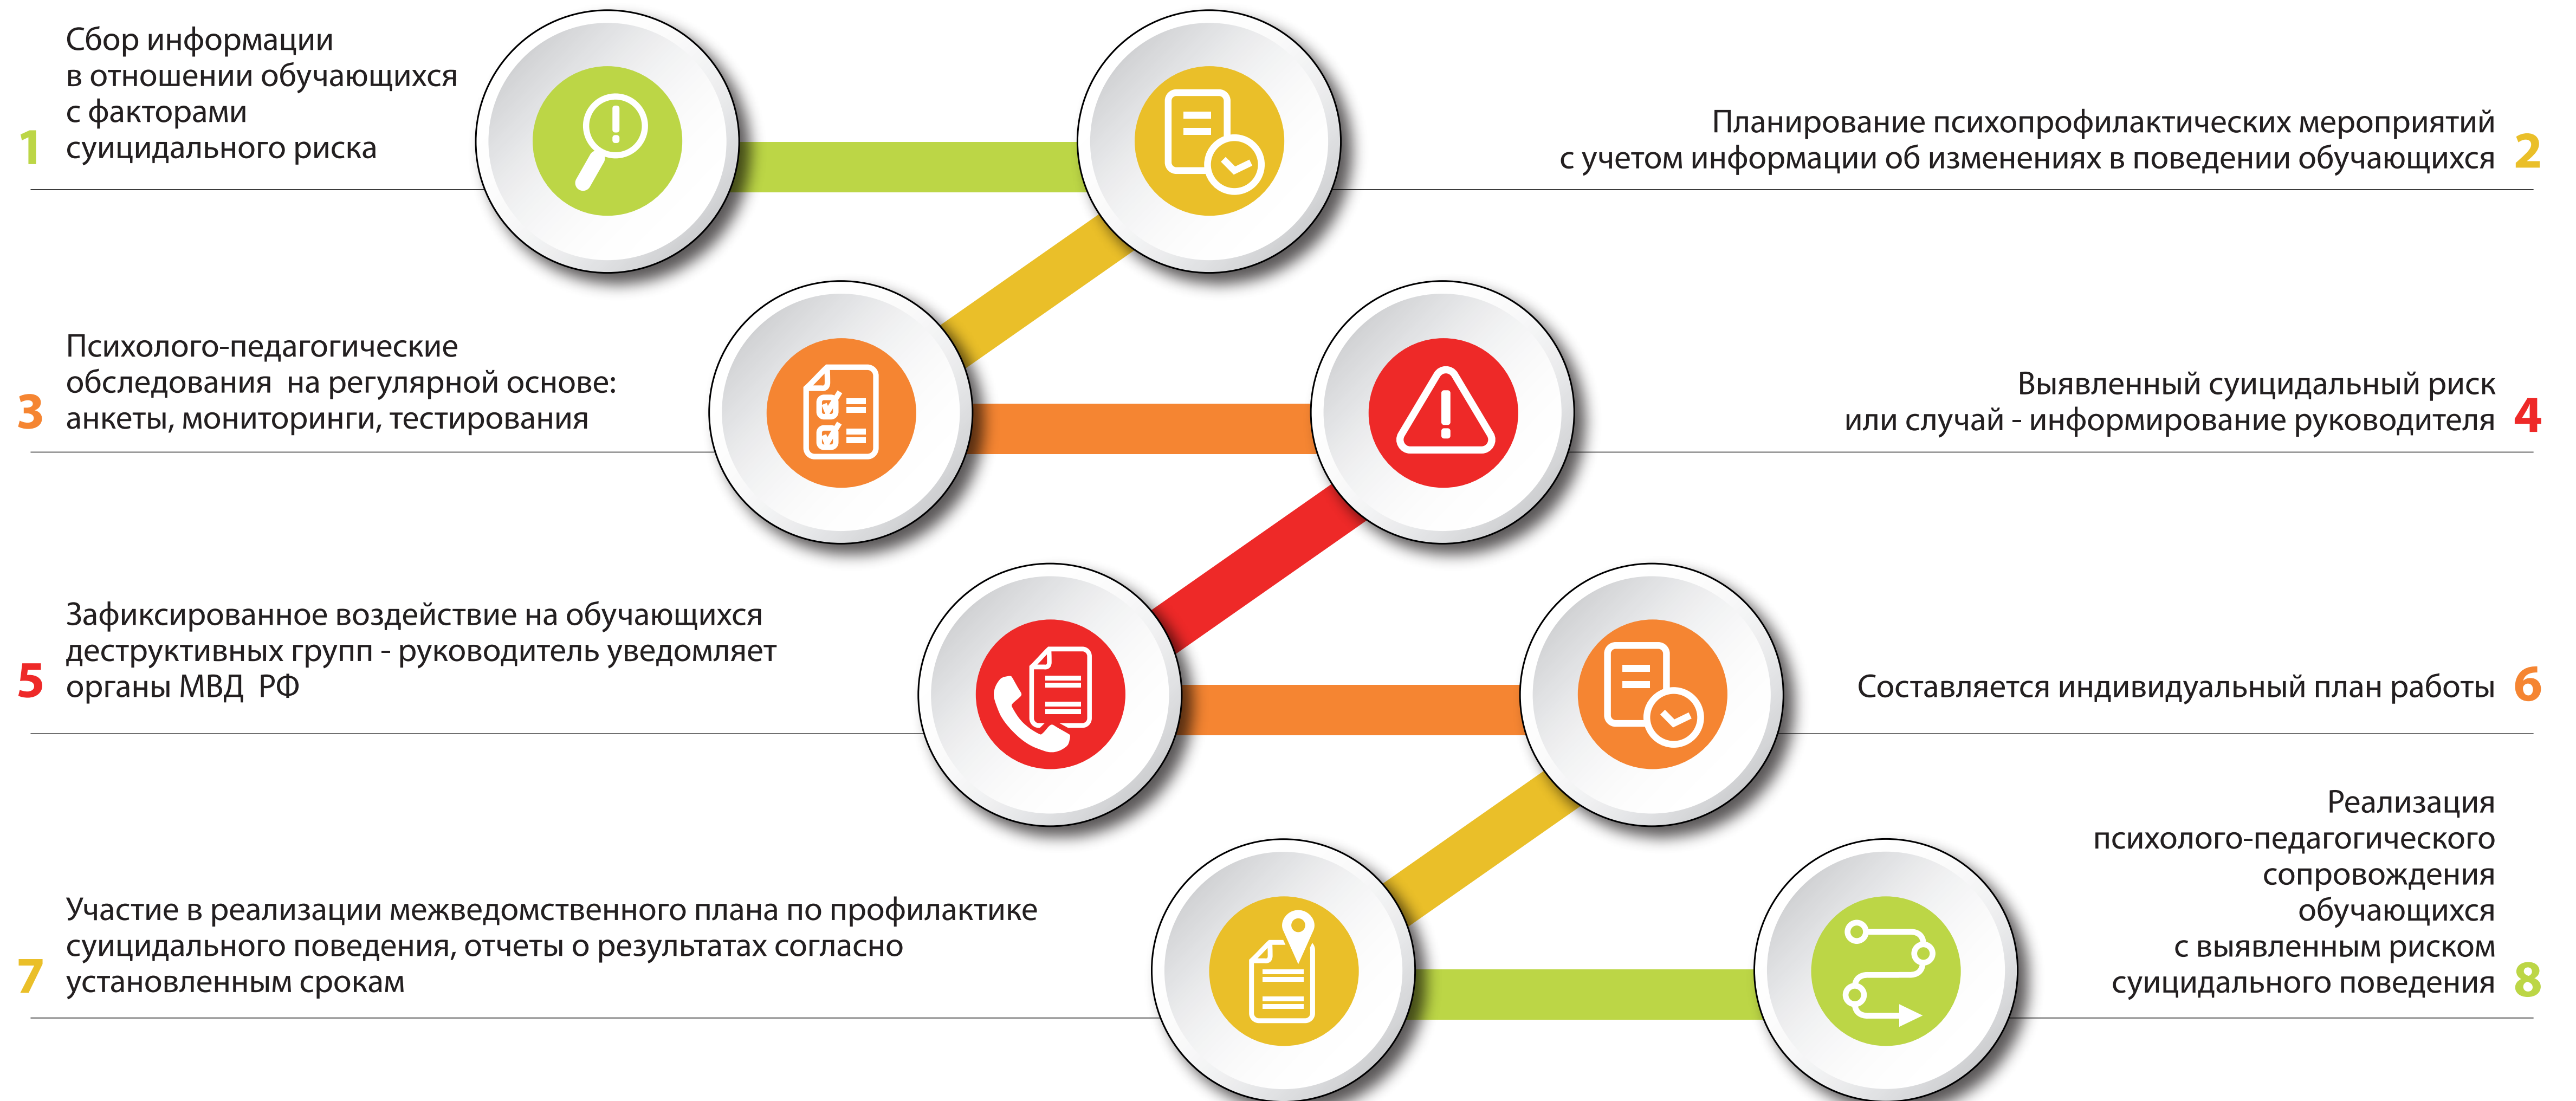 Сбор информации
в отношении обучающихся
с факторами
1 суицидального риска
Планирование психопрофилактических мероприятий
с учетом информации об изменениях в поведении обучающихся 2
Психолого-педагогические
обследования  на регулярной основе:
3 анкеты, мониторинги, тестирования
Выявленный суицидальный риск
или случай - информирование руководителя 4
Зафиксированное воздействие на обучающихся
деструктивных групп - руководитель уведомляет
5 органы МВД  РФ
Составляется индивидуальный план работы 6
Участие в реализации межведомственного плана по профилактике
суицидального поведения, отчеты о результатах согласно
7 установленным срокам
Реализация
психолого-педагогического
сопровождения
обучающихся
с выявленным риском
суицидального поведения 8